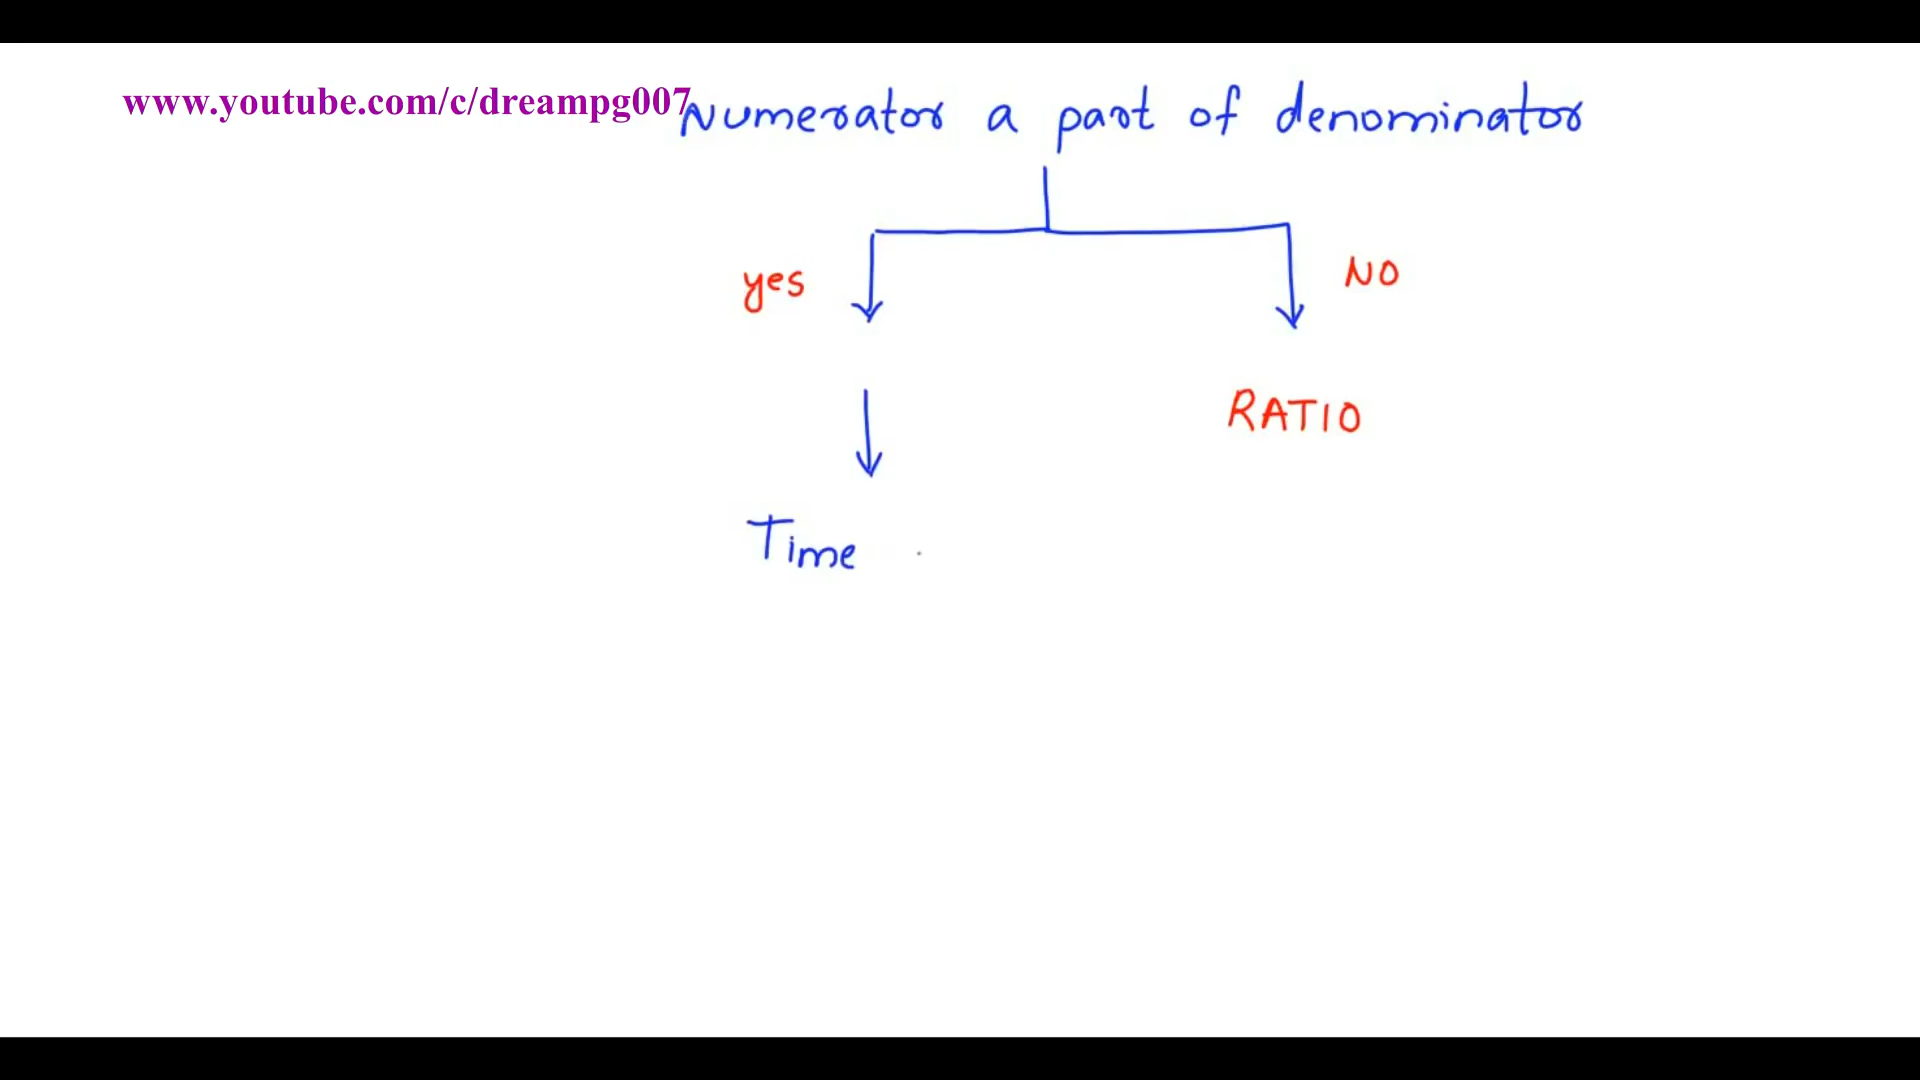 www.youtube.com/c/dreampg007
Numerator a part of denominator
yes
NO
RATIO
Time